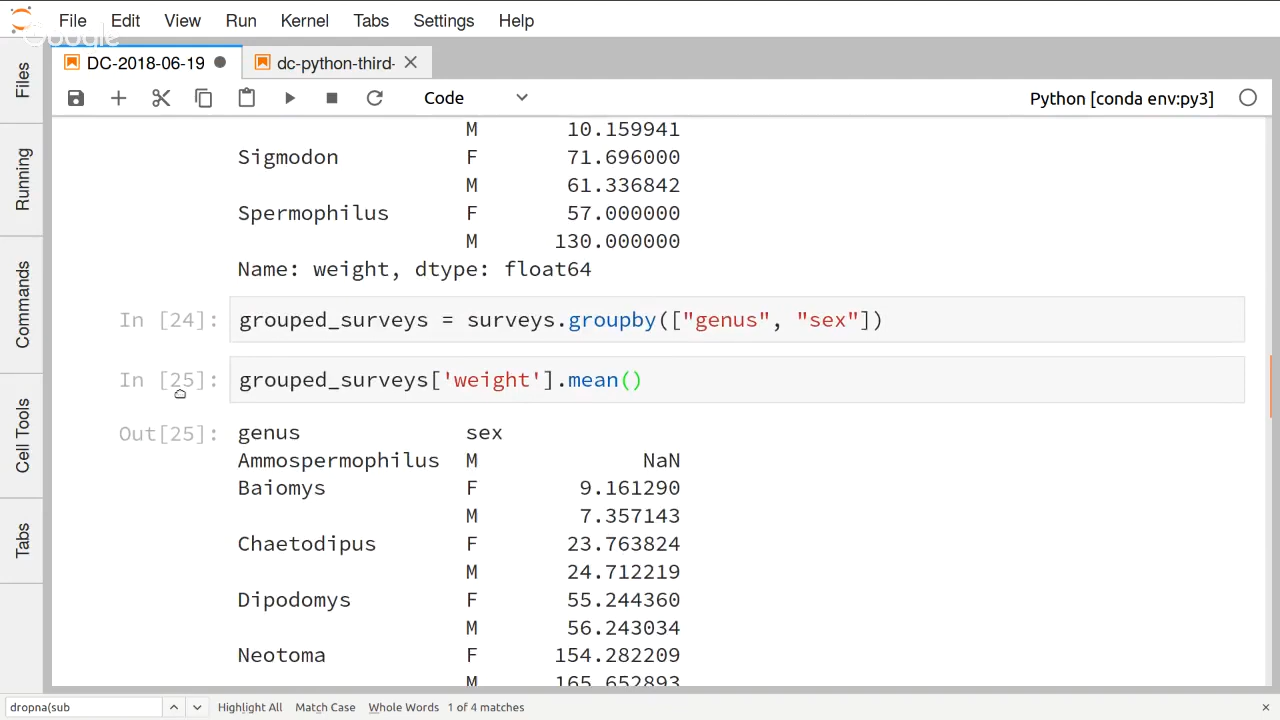 File Edit View Run Kernel Tabs Settings Help
Google
DC-2018-06-19 dc-python-third-
Code Python [conda env:py3]
Files
Running
Commands
Cell Tools
Tabs
M 10.159941
Sigmodon F 71.696000
M 61.336842
Spermophilus F 57.000000
M 130.000000
Name: weight, dtype: float64
In [24]: grouped_surveys = surveys.groupby(["genus", "sex"])
In [25]: grouped_surveys['weight'].mean()
Out[25]: genus sex
Ammospermophilus M NaN
Baiomys F 9.161290
M 7.357143
Chaetodipus F 23.763824
M 24.712219
Dipodomys F 55.244360
M 56.243034
Neotoma F 154.282209
M 165.652893
dropna(sub Highlight All Match Case Whole Words 1 of 4 matches